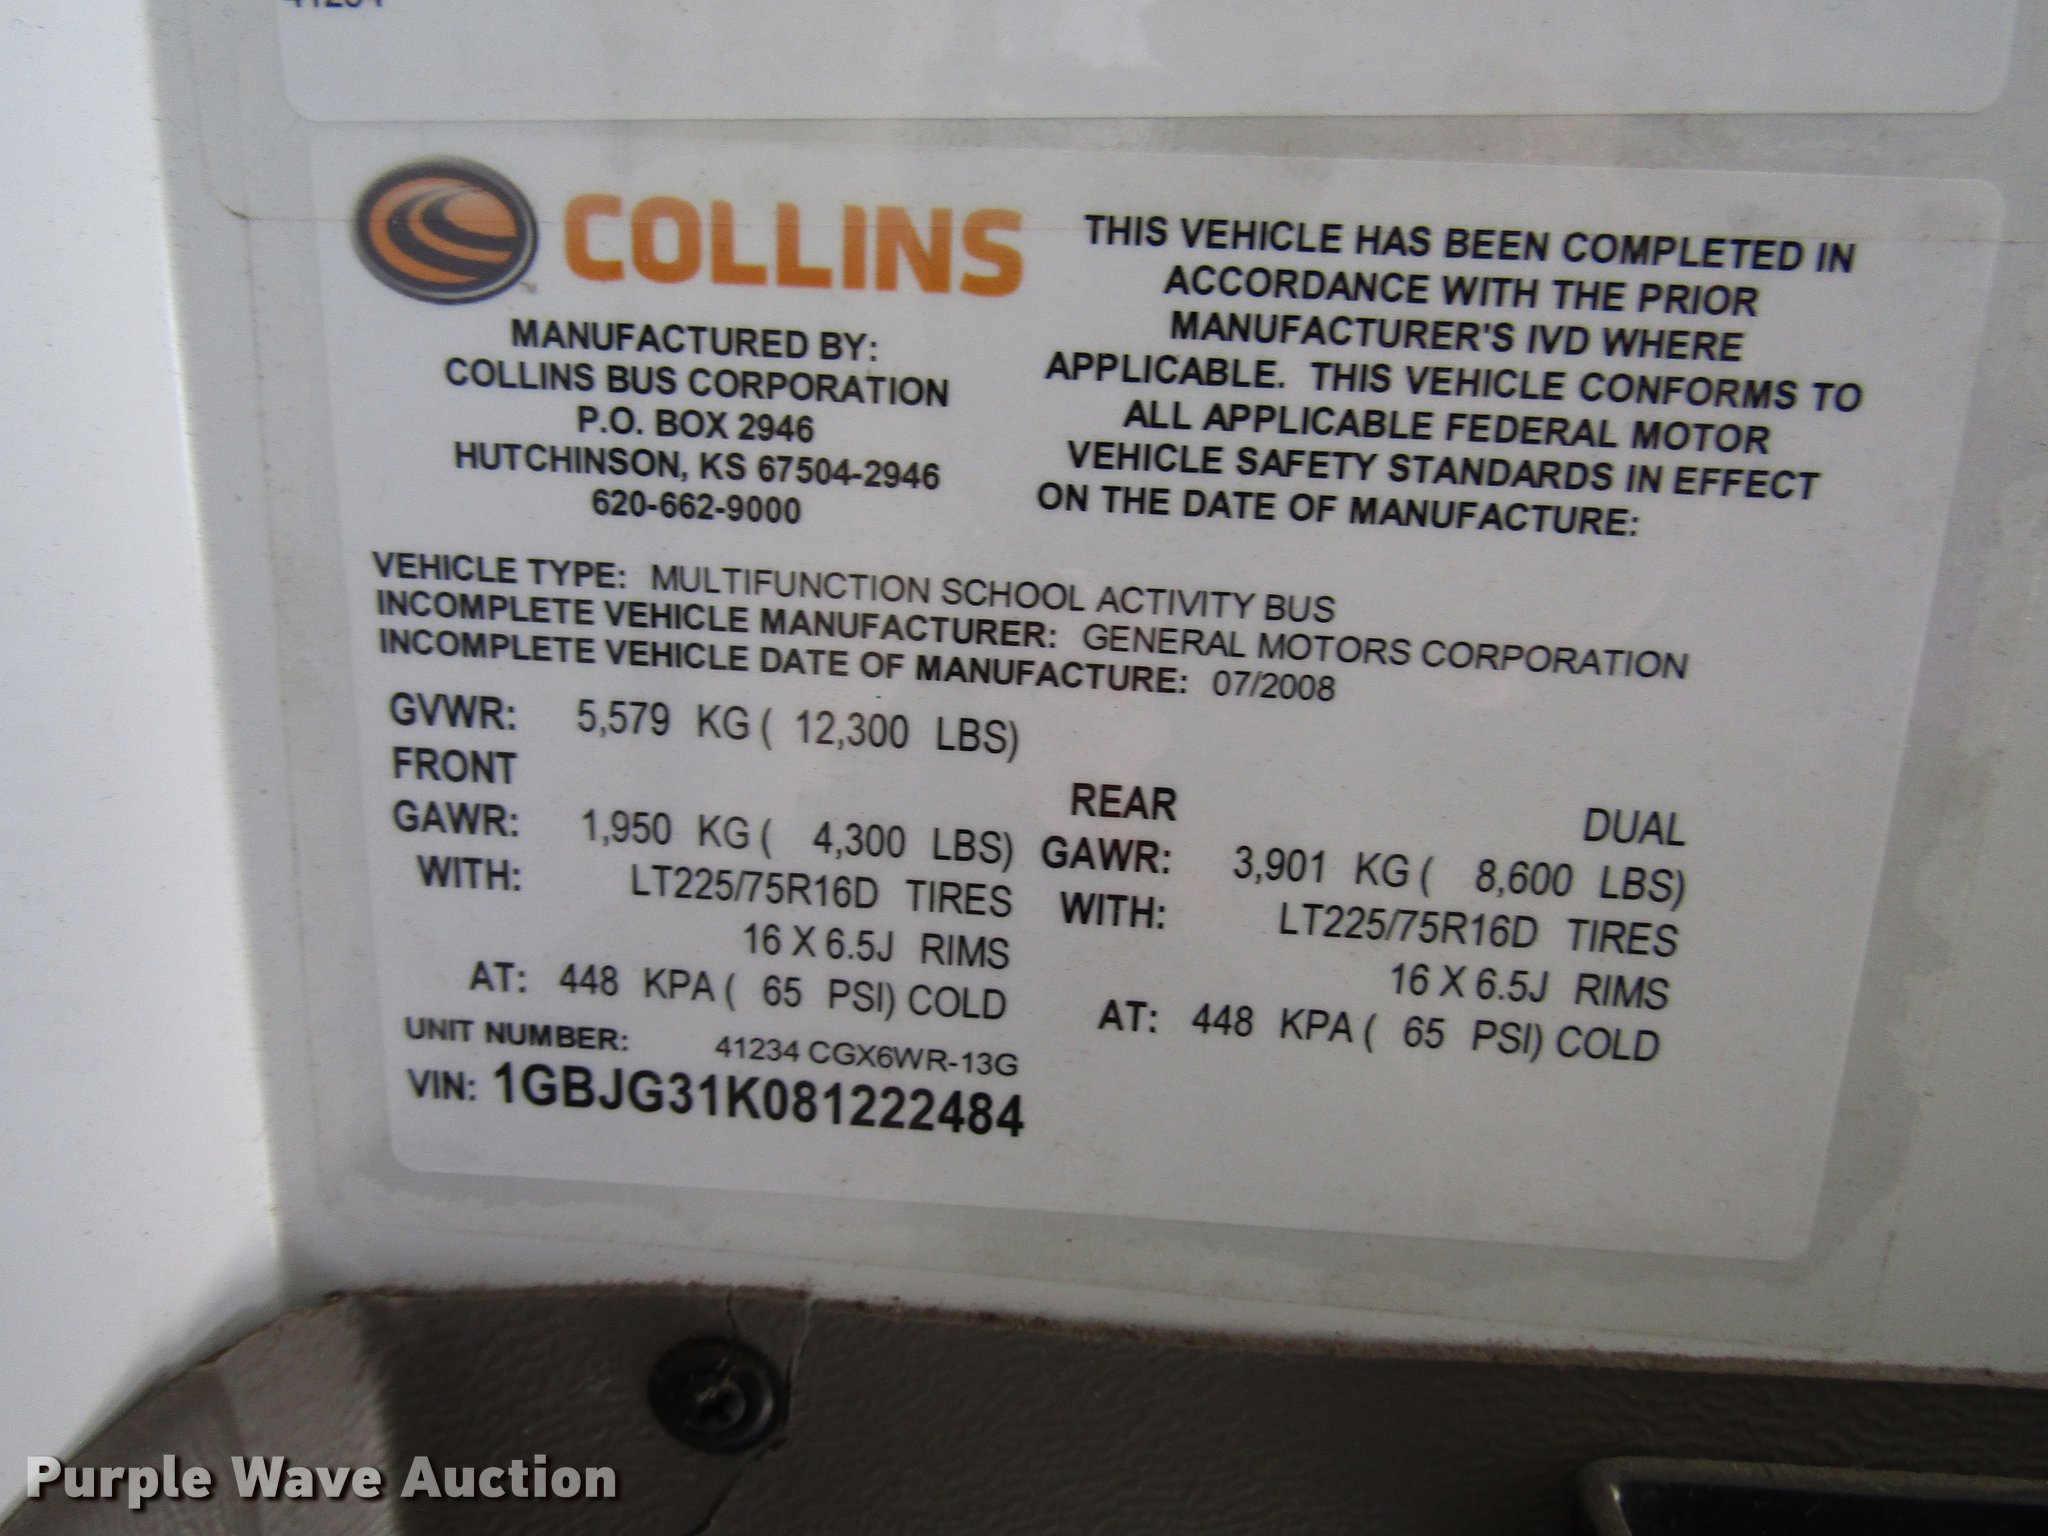 41234
COLLINS
MANUFACTURED BY:
COLLINS BUS CORPORATION
P.O. BOX 2946
HUTCHINSON, KS 67504-2946
620-662-9000
THIS VEHICLE HAS BEEN COMPLETED IN
ACCORDANCE WITH THE PRIOR
MANUFACTURER'S IVD WHERE
APPLICABLE. THIS VEHICLE CONFORMS TO
ALL APPLICABLE FEDERAL MOTOR
VEHICLE SAFETY STANDARDS IN EFFECT
ON THE DATE OF MANUFACTURE:
VEHICLE TYPE: MULTIFUNCTION SCHOOL ACTIVITY BUS
INCOMPLETE VEHICLE MANUFACTURER: GENERAL MOTORS CORPORATION
INCOMPLETE VEHICLE DATE OF MANUFACTURE: 07/2008
GVWR: 5,579 KG ( 12,300 LBS)
FRONT
GAWR: 1,950 KG ( 4,300 LBS)
WITH: LT225/75R16D TIRES
16 X 6.5J RIMS
AT: 448 KPA ( 65 PSI) COLD
REAR DUAL
GAWR: 3,901 KG ( 8,600 LBS)
WITH: LT225/75R16D TIRES
16 X 6.5J RIMS
AT: 448 KPA ( 65 PSI) COLD
UNIT NUMBER: 41234 CGX6WR-13G
VIN: 1GBJG31K081222484
Purple Wave Auction